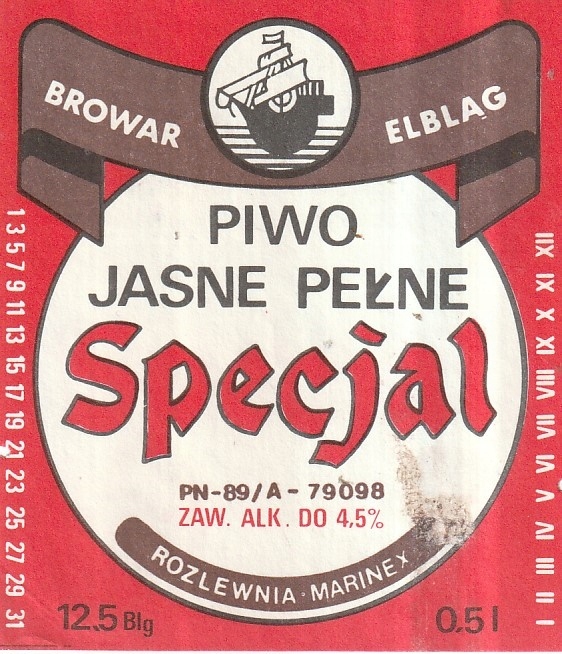 BROWAR ELBLĄG
PIWO
JASNE PEŁNE
Specjal
PN-89/A-79098
ZAW. ALK. DO 4,5%
ROZLEWNIA·MARINEX
12.5 Blg
0.5 l
1 3 5 7 9 11 13 15 17 19 21 23 25 27 29 31
I II III IV V VI VII VIII IX X XI XII